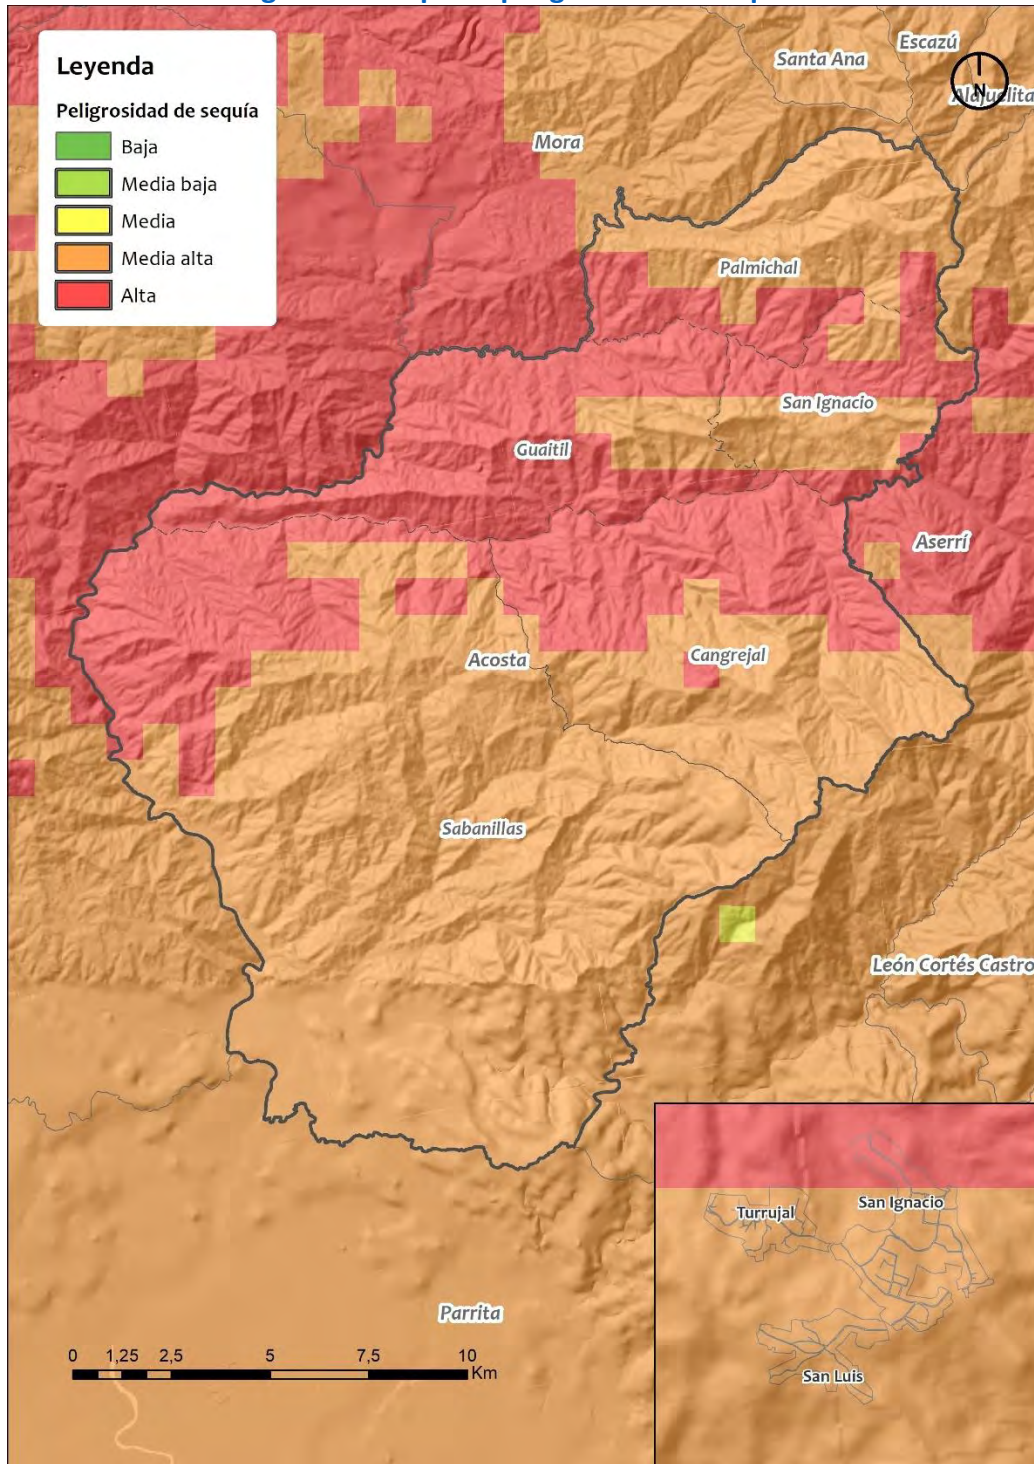 Leyenda
Peligrosidad de sequía
Baja
Media baja
Media
Media alta
Alta
Escazú
Santa Ana
N
Alajuelita
Mora
Palmichal
San Ignacio
Guaitil
Aserrí
Acosta
Cangrejal
Sabanillas
León Cortés Castro
Parrita
0 1,25 2,5 5 7,5 10
Km
San Ignacio
Turrujal
San Luis